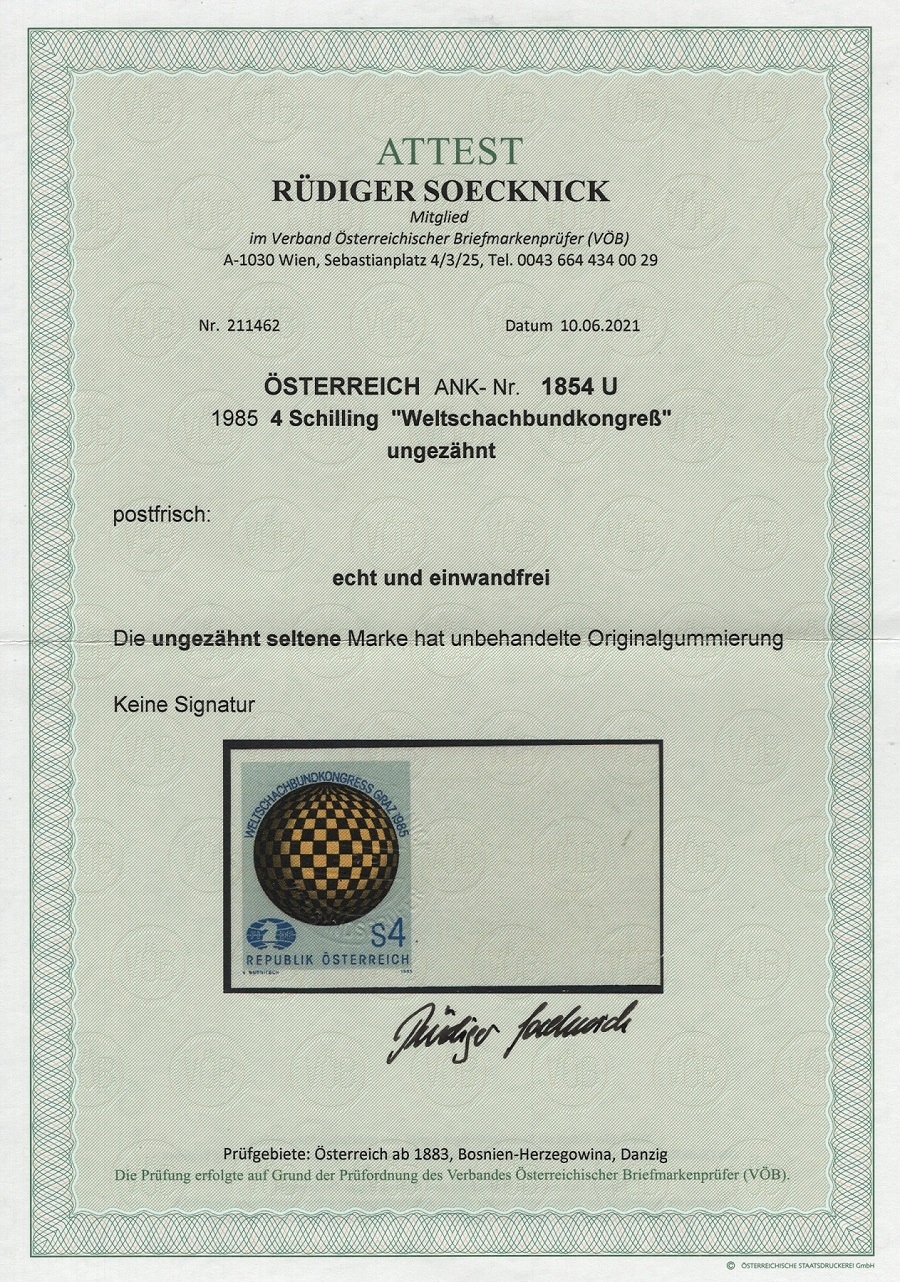 ATTEST
RÜDIGER SOECKNICK
Mitglied
im Verband Österreichischer Briefmarkenprüfer (VÖB)
A-1030 Wien, Sebastianplatz 4/3/25, Tel. 0043 664 434 00 29
Nr. 211462 Datum 10.06.2021
ÖSTERREICH ANK- Nr. 1854 U
1985 4 Schilling "Weltschachbundkongreß"
ungezähnt
postfrisch:
echt und einwandfrei
Die ungezähnt seltene Marke hat unbehandelte Originalgummierung
Keine Signatur
WELTSCHACHBUNDKONGRESS GRAZ 1985
S4
REPUBLIK ÖSTERREICH
1985
Rüdiger Soecknick
Prüfgebiete: Österreich ab 1883, Bosnien-Herzegowina, Danzig
Die Prüfung erfolgte auf Grund der Prüfordnung des Verbandes Österreichischer Briefmarkenprüfer (VÖB).
© ÖSTERREICHISCHE STAATSDRUCKEREI GmbH